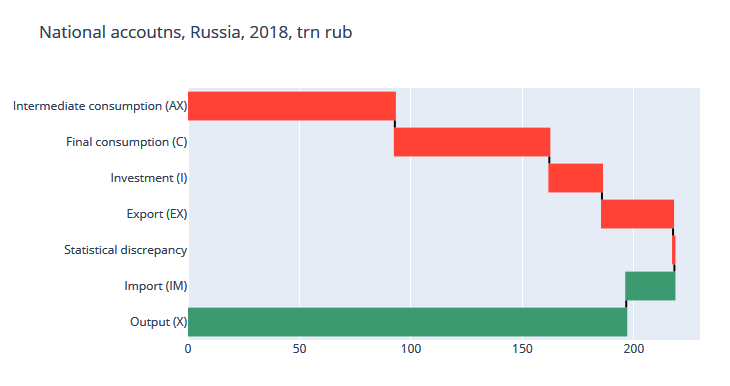 National accoutns, Russia, 2018, trn rub
Intermediate consumption (AX)
Final consumption (C)
Investment (I)
Export (EX)
Statistical discrepancy
Import (IM)
Output (X)
0 50 100 150 200